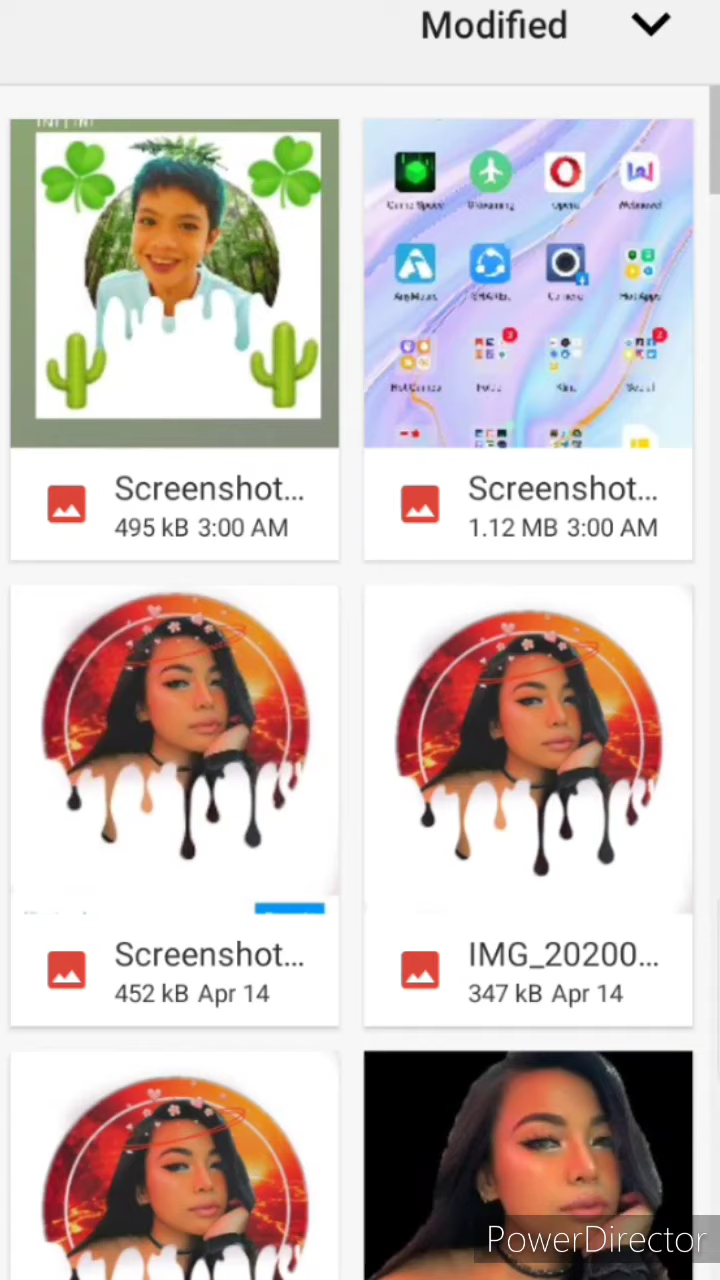 Modified
Opera
Screenshot...
495 kB 3:00 AM
Screenshot...
1.12 MB 3:00 AM
Screenshot...
452 kB Apr 14
IMG_20200...
347 kB Apr 14
PowerDirector